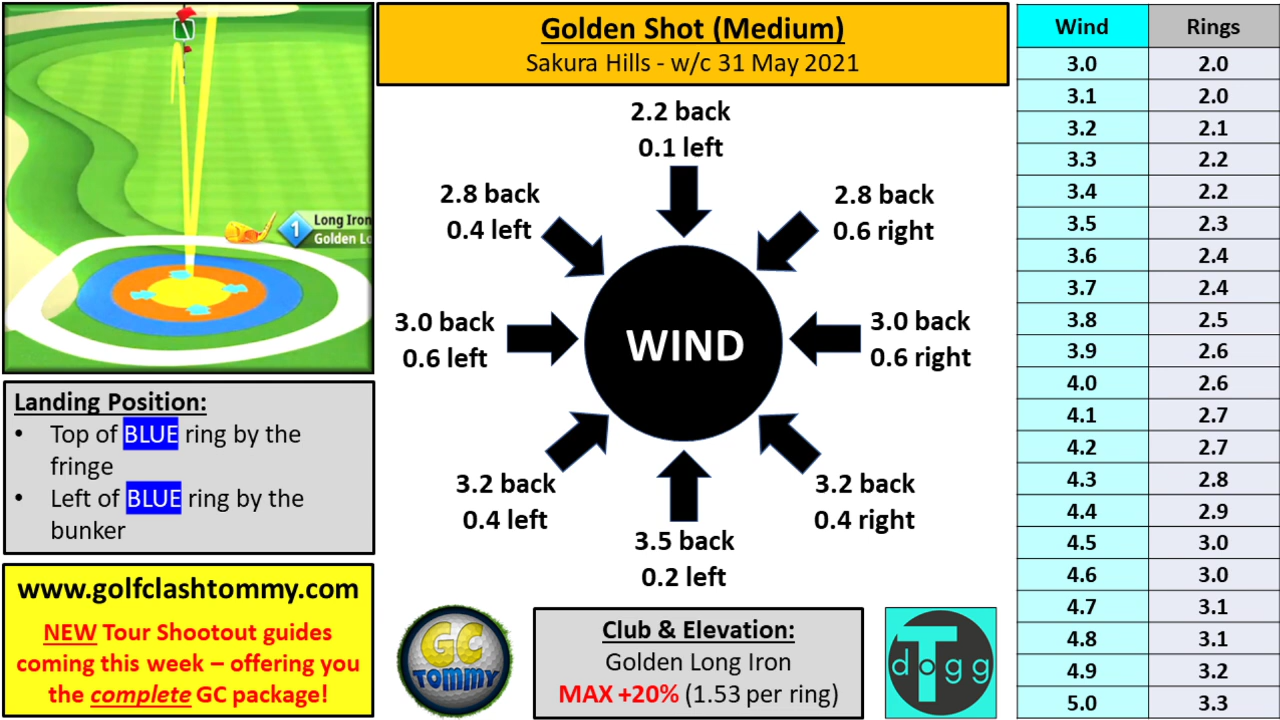 Golden Shot (Medium)
Sakura Hills - w/c 31 May 2021
1
Long Iron
Golden Lo
Landing Position:
• Top of BLUE ring by the
fringe
• Left of BLUE ring by the
bunker
www.golfclashtommy.com
NEW Tour Shootout guides
coming this week – offering you
the complete GC package!
2.2 back
0.1 left
2.8 back
0.4 left
2.8 back
0.6 right
3.0 back
0.6 left
WIND
3.0 back
0.6 right
3.2 back
0.4 left
3.2 back
0.4 right
3.5 back
0.2 left
GC
TOMMY
Club & Elevation:
Golden Long Iron
MAX +20% (1.53 per ring)
T
dogg
Wind Rings
3.0 2.0
3.1 2.0
3.2 2.1
3.3 2.2
3.4 2.2
3.5 2.3
3.6 2.4
3.7 2.4
3.8 2.5
3.9 2.6
4.0 2.6
4.1 2.7
4.2 2.7
4.3 2.8
4.4 2.9
4.5 3.0
4.6 3.0
4.7 3.1
4.8 3.1
4.9 3.2
5.0 3.3